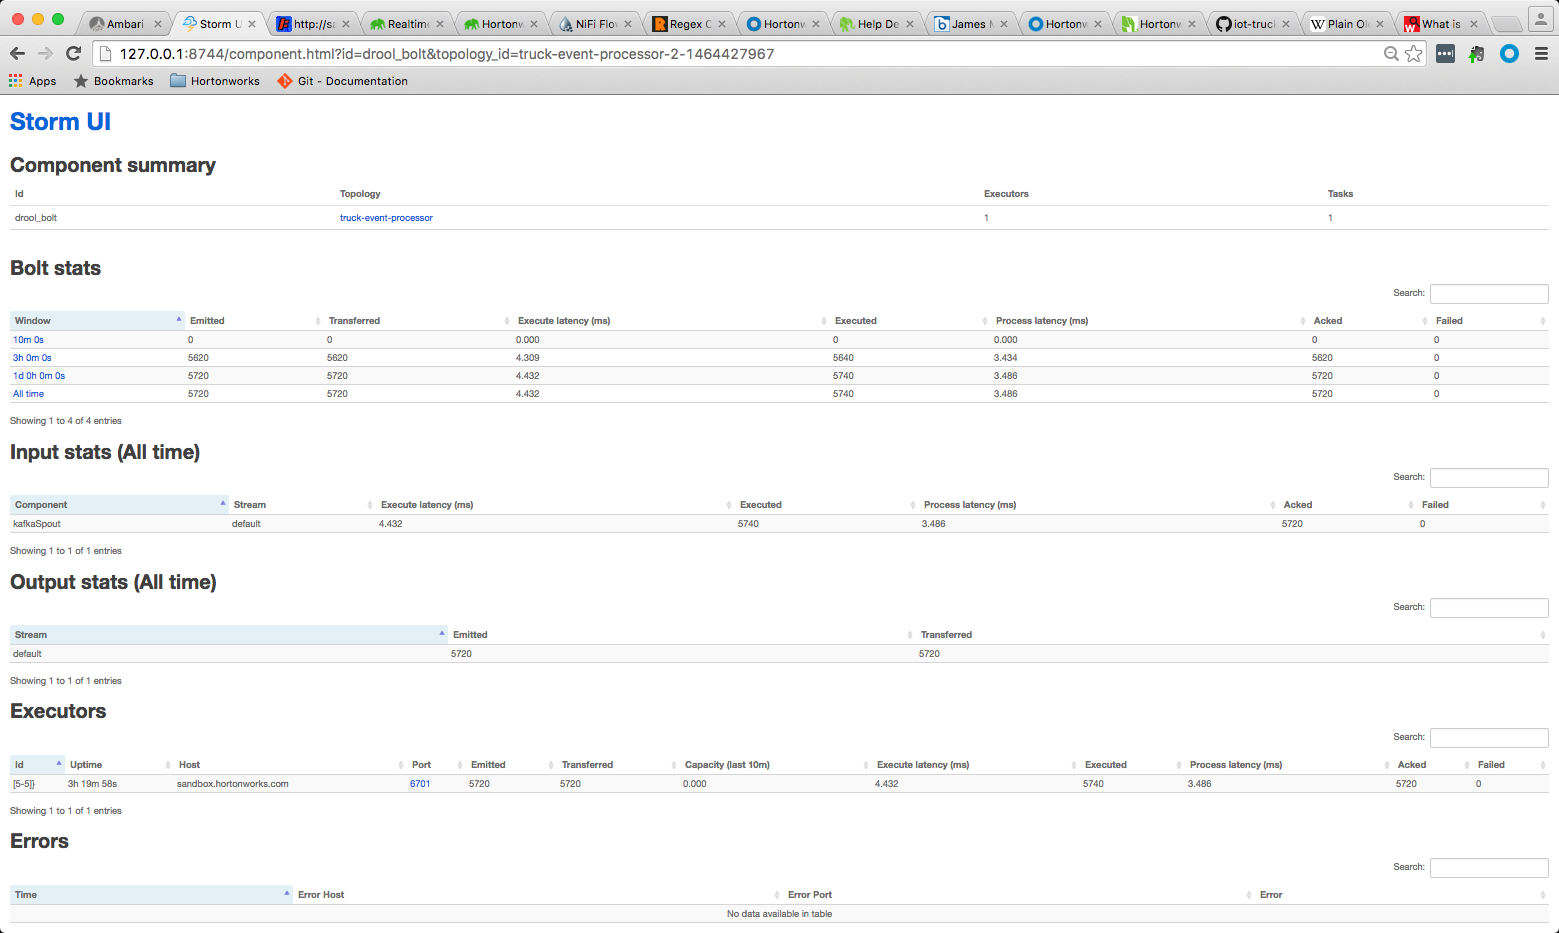 Ambari
Storm U
http://sa
Realtime
Hortonw
NiFi Flow
Regex C
Hortonw
Help De
James M
Hortonw
Hortonw
iot-truck
Plain Ol
What is
127.0.0.1:8744/component.html?id=drool_bolt&topology_id=truck-event-processor-2-1464427967
Apps Bookmarks Hortonworks Git - Documentation
Storm UI
Component summary
Id Topology Executors Tasks
drool_bolt truck-event-processor 1 1
Bolt stats
Search:
Window Emitted Transferred Execute latency (ms) Executed Process latency (ms) Acked Failed
10m 0s 0 0 0.000 0 0.000 0 0
3h 0m 0s 5620 5620 4.309 5640 3.434 5620 0
1d 0h 0m 0s 5720 5720 4.432 5740 3.486 5720 0
All time 5720 5720 4.432 5740 3.486 5720 0
Showing 1 to 4 of 4 entries
Input stats (All time)
Search:
Component Stream Execute latency (ms) Executed Process latency (ms) Acked Failed
kafkaSpout default 4.432 5740 3.486 5720 0
Showing 1 to 1 of 1 entries
Output stats (All time)
Search:
Stream Emitted Transferred
default 5720 5720
Showing 1 to 1 of 1 entries
Executors
Search:
Id Uptime Host Port Emitted Transferred Capacity (last 10m) Execute latency (ms) Executed Process latency (ms) Acked Failed
[5-5]} 3h 19m 58s sandbox.hortonworks.com 6701 5720 5720 0.000 4.432 5740 3.486 5720 0
Showing 1 to 1 of 1 entries
Errors
Search:
Time Error Host Error Port Error
No data available in table